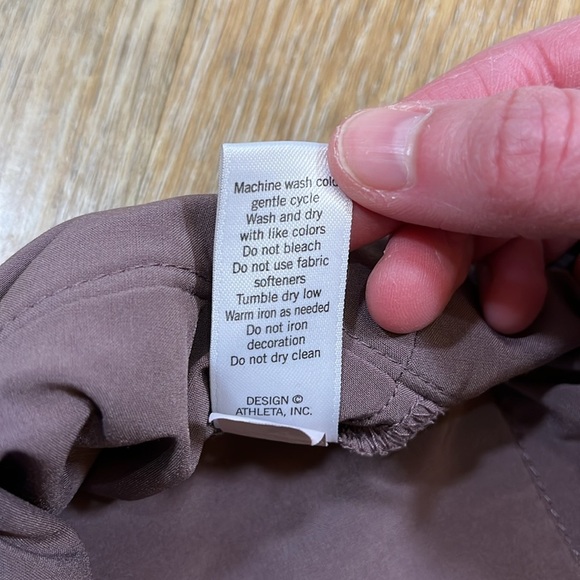 Machine wash cold
gentle cycle
Wash and dry
with like colors
Do not bleach
Do not use fabric
softeners
Tumble dry low
Warm iron as needed
Do not iron
decoration
Do not dry clean
DESIGN ©
ATHLETA, INC.